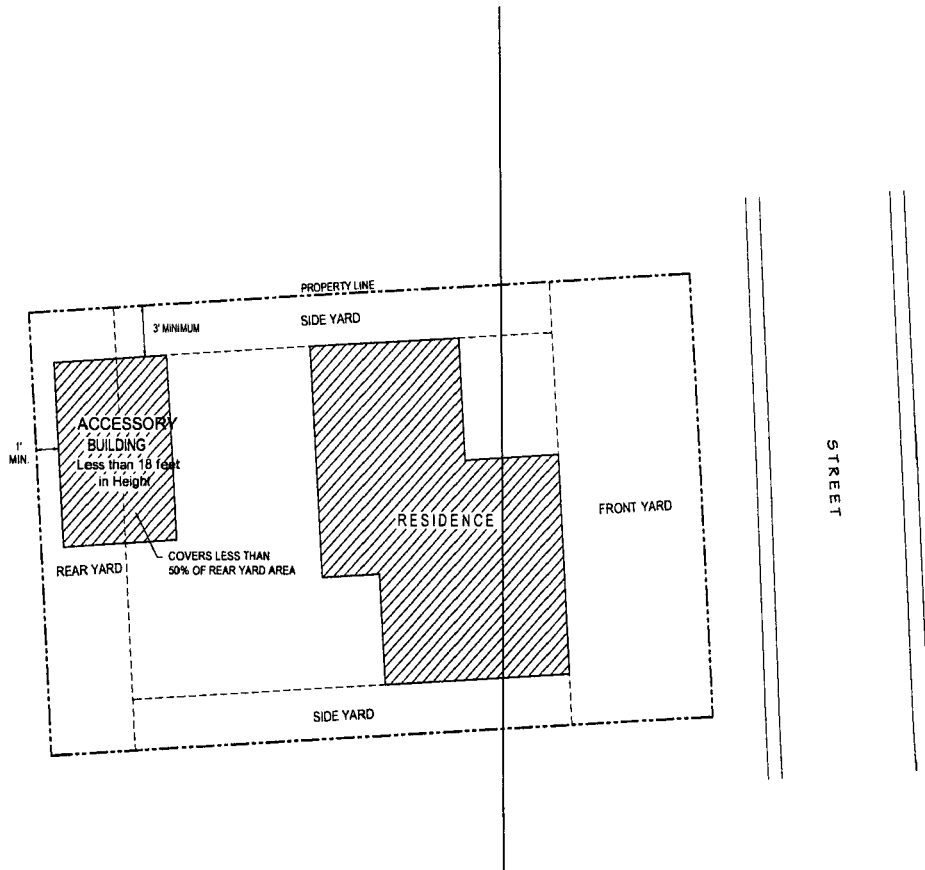 PROPERTY LINE
SIDE YARD
3' MINIMUM
ACCESSORY
BUILDING
Less than 18 feet
in Height
1'
MIN.
COVERS LESS THAN
50% OF REAR YARD AREA
REAR YARD
RESIDENCE
FRONT YARD
STREET
SIDE YARD